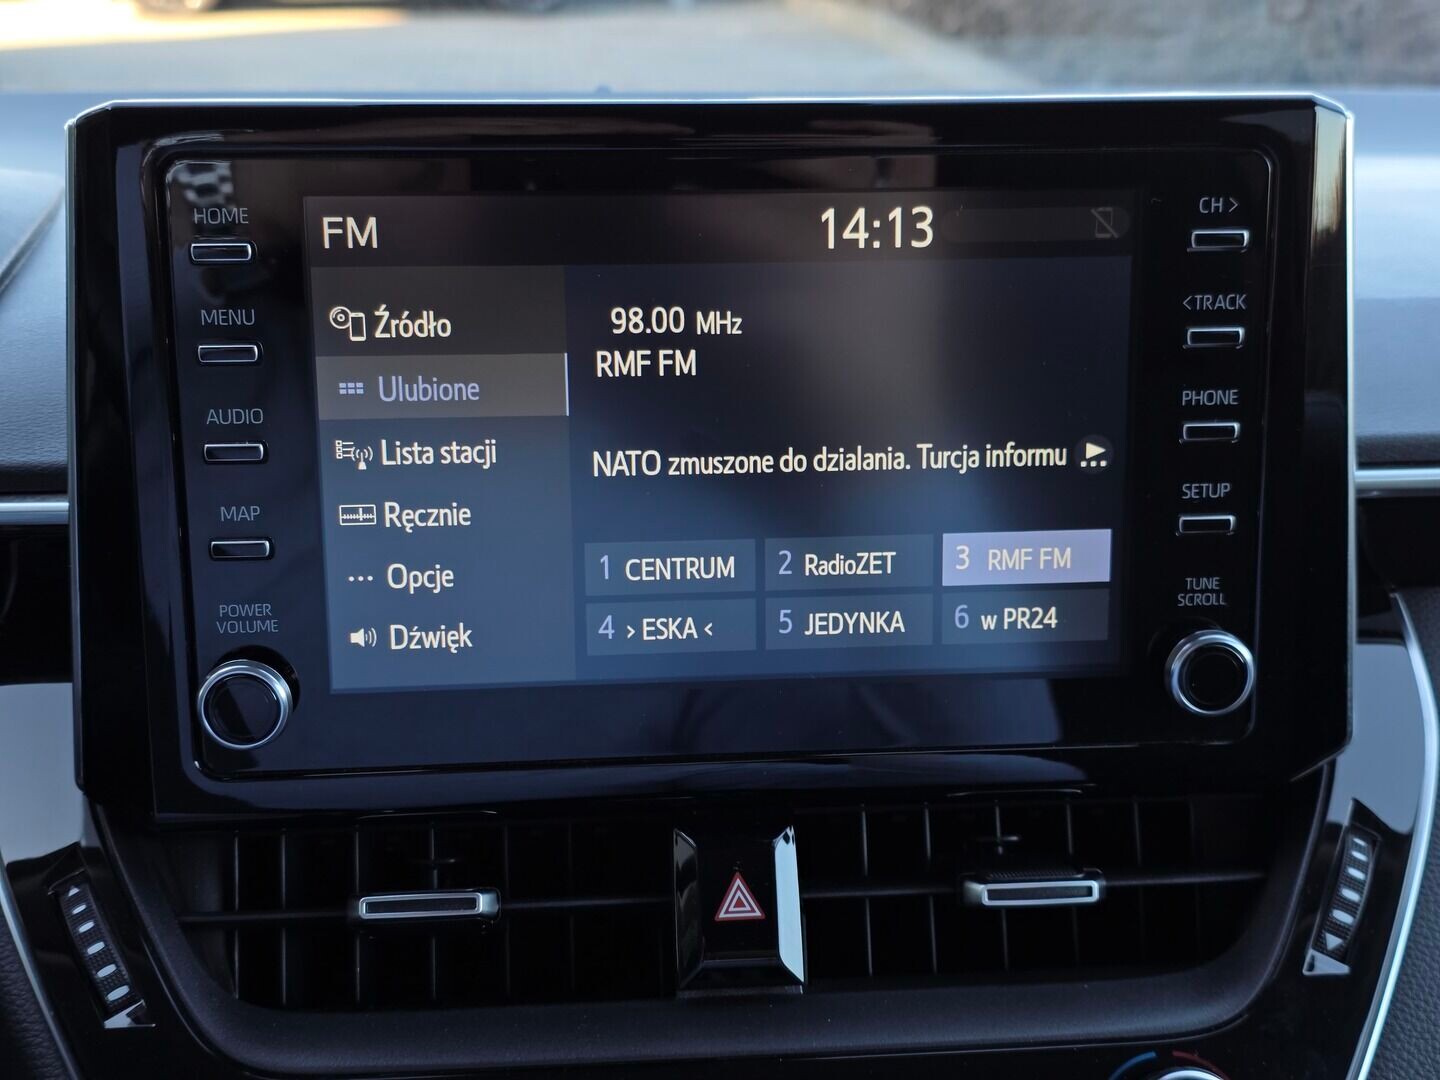 HOME
MENU
AUDIO
MAP
POWER
VOLUME
FM
14:13
Źródło
Ulubione
Lista stacji
Ręcznie
Opcje
Dźwięk
98.00 MHz
RMF FM
NATO zmuszone do dzialania. Turcja informu
1 CENTRUM
2 RadioZET
3 RMF FM
4 > ESKA <
5 JEDYNKA
6 w PR24
CH >
< TRACK
PHONE
SETUP
TUNE
SCROLL